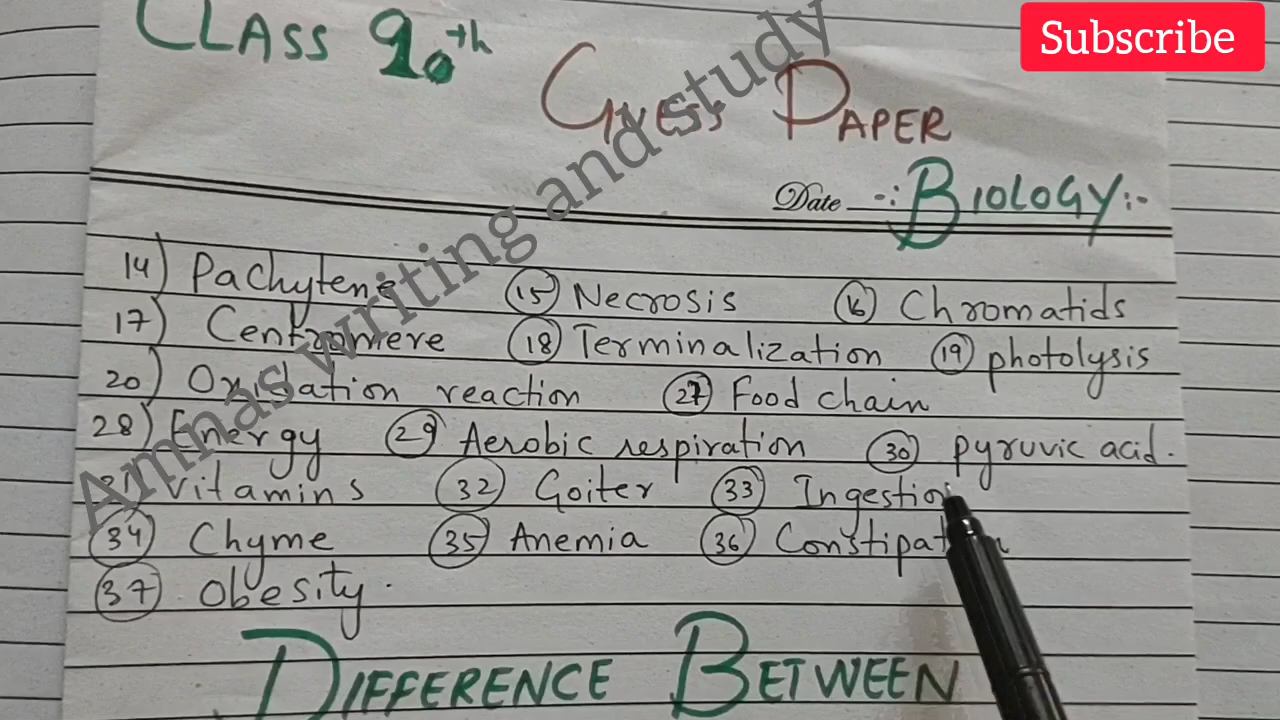 Subscribe
CLASS 90th
GUESS PAPER
Date -: BIOLOGY:-
14) Pachytene (15) Necrosis (16) Chromatids
17) Centromere (18) Terminalization (19) photolysis
20) Oxidation reaction (27) Food chain
28) Energy (29) Aerobic respiration (30) pyruvic acid.
31) Vitamins (32) Goiter (33) Ingestion
(34) Chyme (35) Anemia (36) Constipation
(37) Obesity.
DIFFERENCE BETWEEN
Ammas writing and study